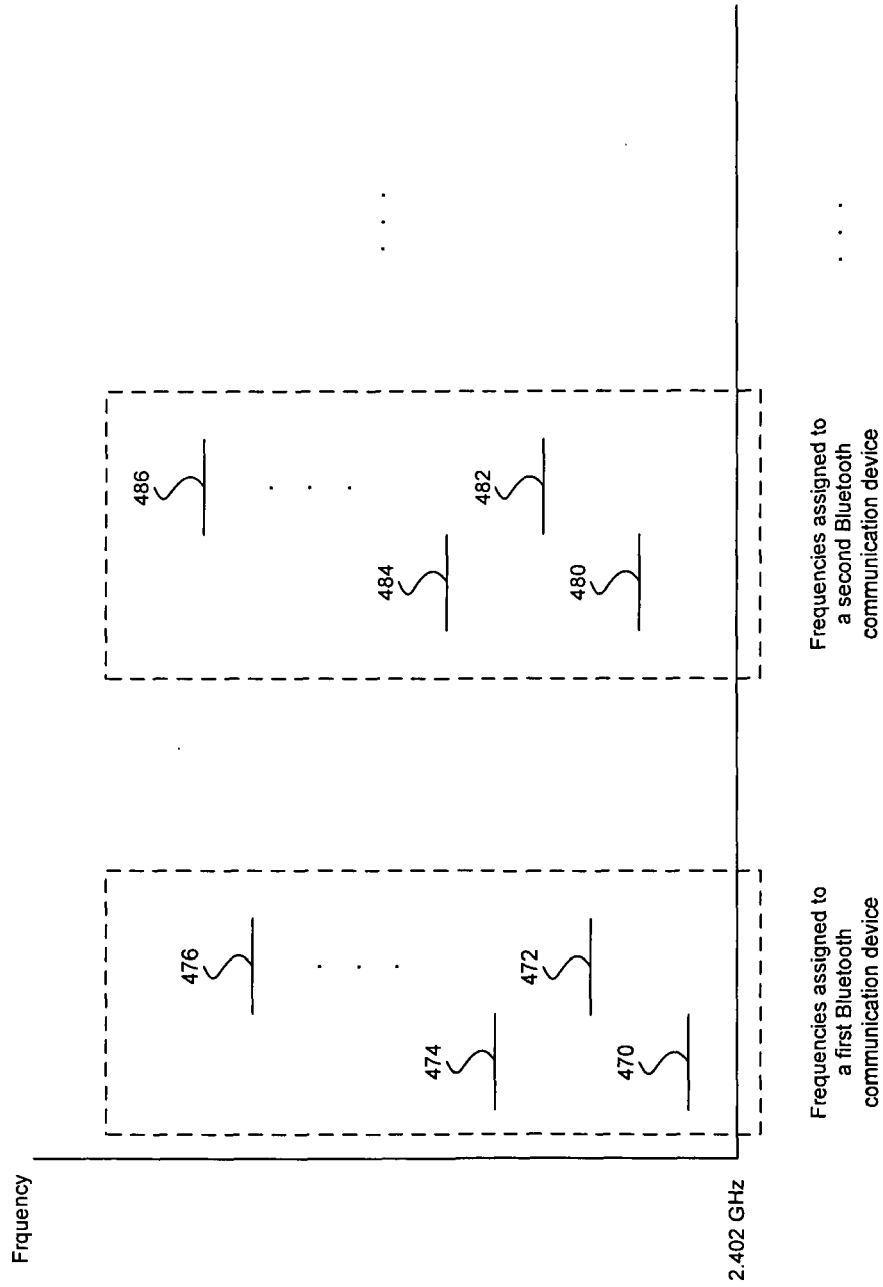 Frquency
2.402 GHz
470
472
474
476
480
482
484
486
Frequencies assigned to
a first Bluetooth
communication device
Frequencies assigned to
a second Bluetooth
communication device